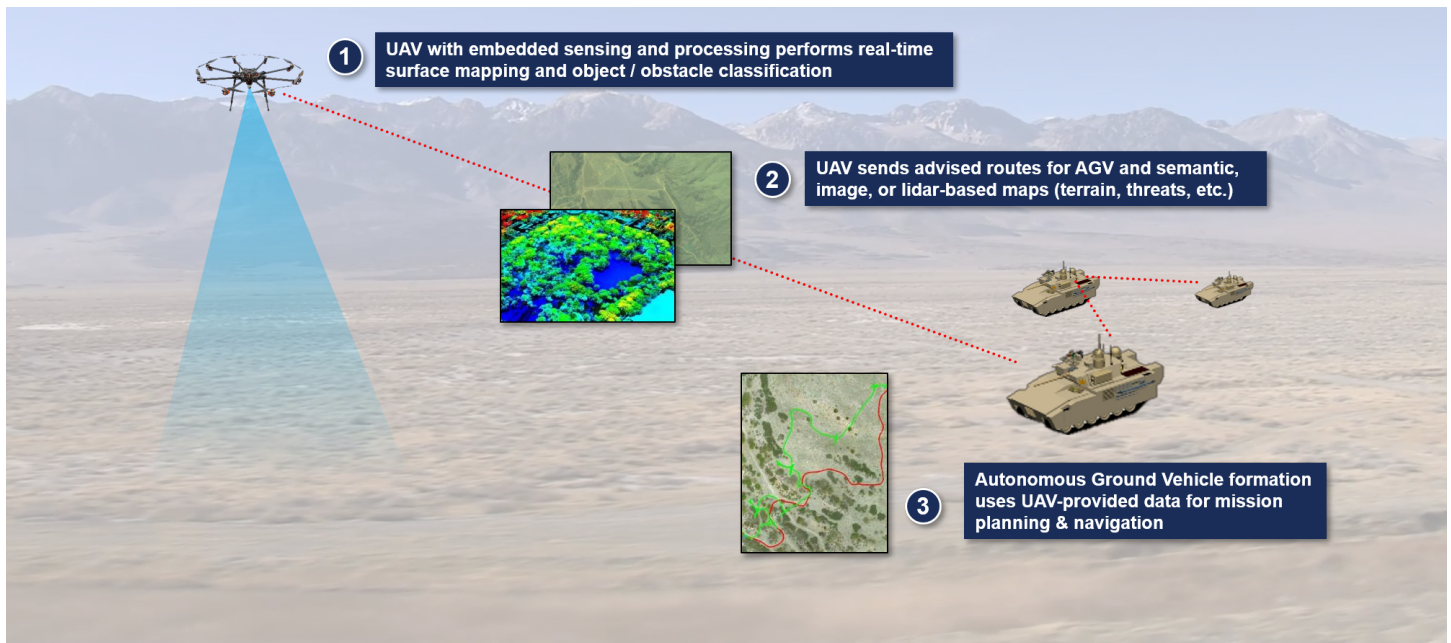 1
UAV with embedded sensing and processing performs real-time
surface mapping and object / obstacle classification
2
UAV sends advised routes for AGV and semantic,
image, or lidar-based maps (terrain, threats, etc.)
3
Autonomous Ground Vehicle formation
uses UAV-provided data for mission
planning & navigation